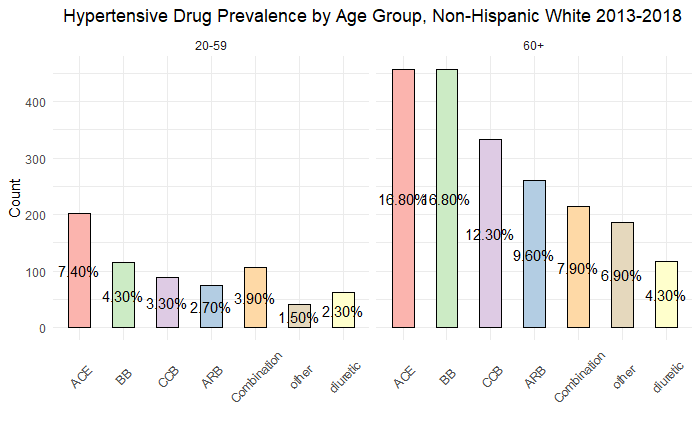 Hypertensive Drug Prevalence by Age Group, Non-Hispanic White 2013-2018
20-59
60+
Count
400
300
200
100
0
7.40%
4.30%
3.30%
2.70%
3.90%
1.50%
2.30%
16.80%
16.80%
12.30%
9.60%
7.90%
6.90%
4.30%
ACE
BB
CCB
ARB
Combination
other
diuretic
ACE
BB
CCB
ARB
Combination
other
diuretic